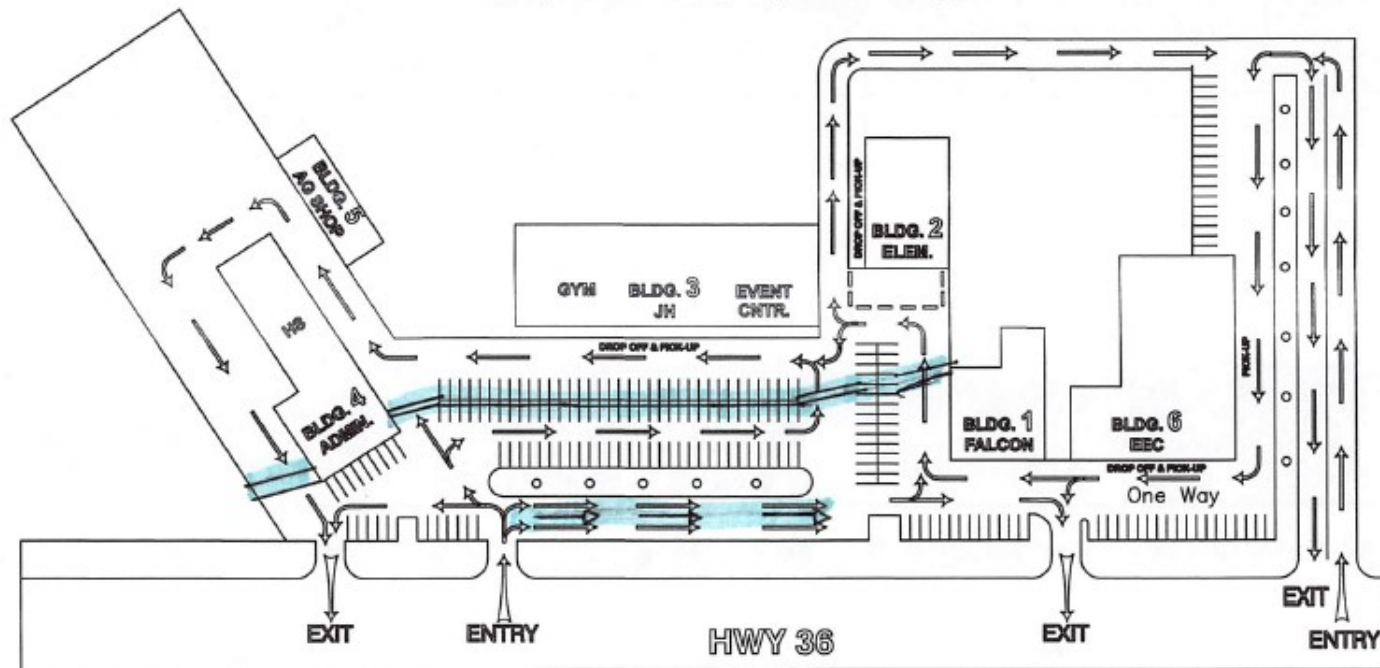 BLDG. 5
AG SHOP
HS
BLDG. 4
ADMIN.
GYM
BLDG. 3
JH
EVENT
CNTR.
DROP OFF & PICK-UP
DROP OFF & PICK-UP
BLDG. 2
ELEM.
BLDG. 1
FALCON
BLDG. 6
EEC
DROP OFF & PICK-UP
One Way
PICK-UP
EXIT
ENTRY
HWY 36
EXIT
EXIT
ENTRY